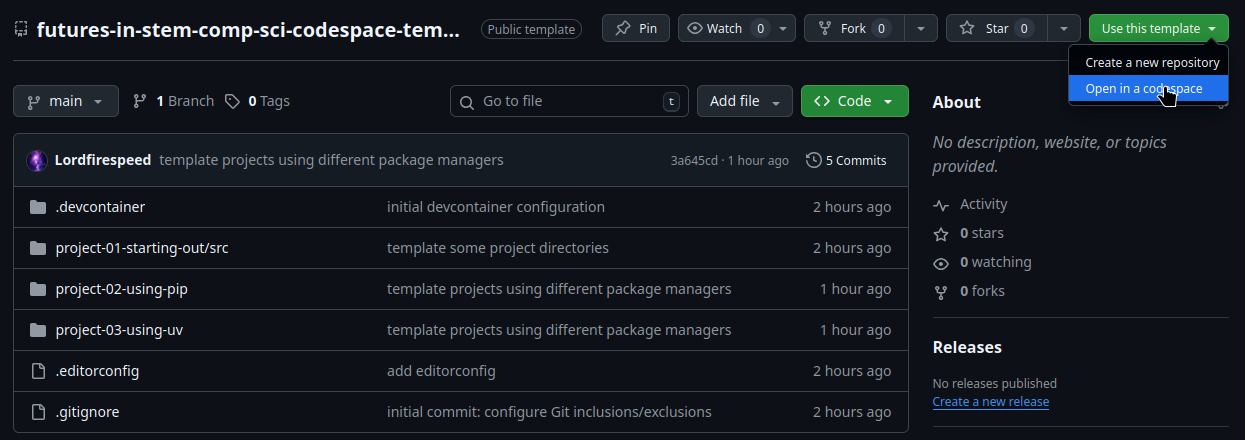 futures-in-stem-comp-sci-codespace-tem... Public template Pin Watch 0 Fork 0 Star 0 Use this template
Create a new repository
Open in a codespace
main 1 Branch 0 Tags Go to file t Add file <> Code
About
No description, website, or topics
provided.
Lordfirespeed template projects using different package managers 3a645cd · 1 hour ago 5 Commits
.devcontainer initial devcontainer configuration 2 hours ago
project-01-starting-out/src template some project directories 2 hours ago
project-02-using-pip template projects using different package managers 1 hour ago
project-03-using-uv template projects using different package managers 1 hour ago
.editorconfig add editorconfig 2 hours ago
.gitignore initial commit: configure Git inclusions/exclusions 2 hours ago
Activity
0 stars
0 watching
0 forks
Releases
No releases published
Create a new release